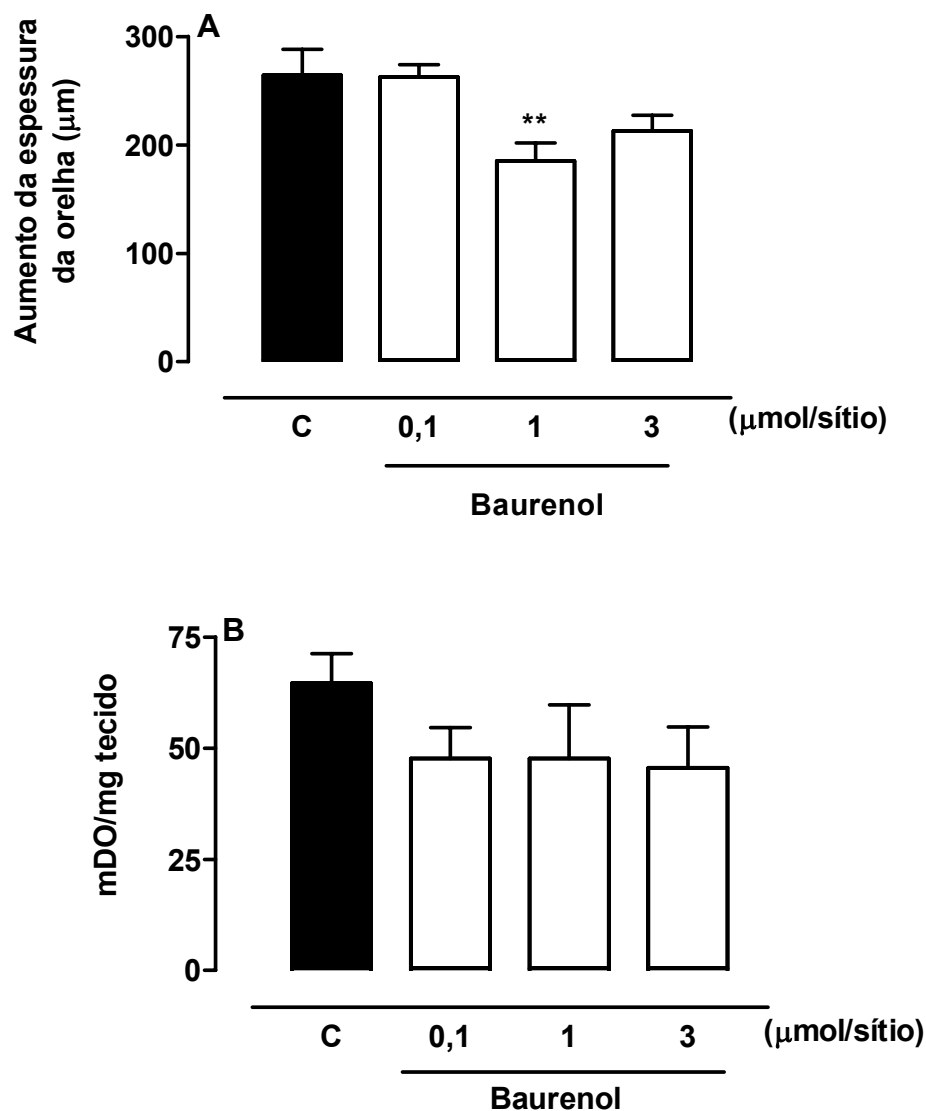 A
Aumento da espessura
da orelha (μm)
300
200
100
0
**
C 0,1 1 3 (μmol/sítio)
Baurenol
B
mDO/mg tecido
75
50
25
0
C 0,1 1 3 (μmol/sítio)
Baurenol